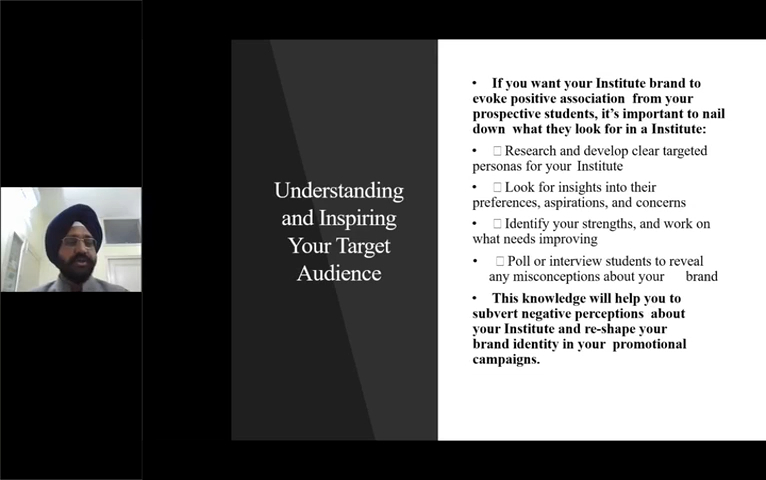 Understanding
and Inspiring
Your Target
Audience
• If you want your Institute brand to
evoke positive association from your
prospective students, it's important to nail
down what they look for in a Institute:
• □ Research and develop clear targeted
personas for your Institute
• □ Look for insights into their
preferences, aspirations, and concerns
• □ Identify your strengths, and work on
what needs improving
• □ Poll or interview students to reveal
any misconceptions about your brand
• This knowledge will help you to
subvert negative perceptions about
your Institute and re-shape your
brand identity in your promotional
campaigns.